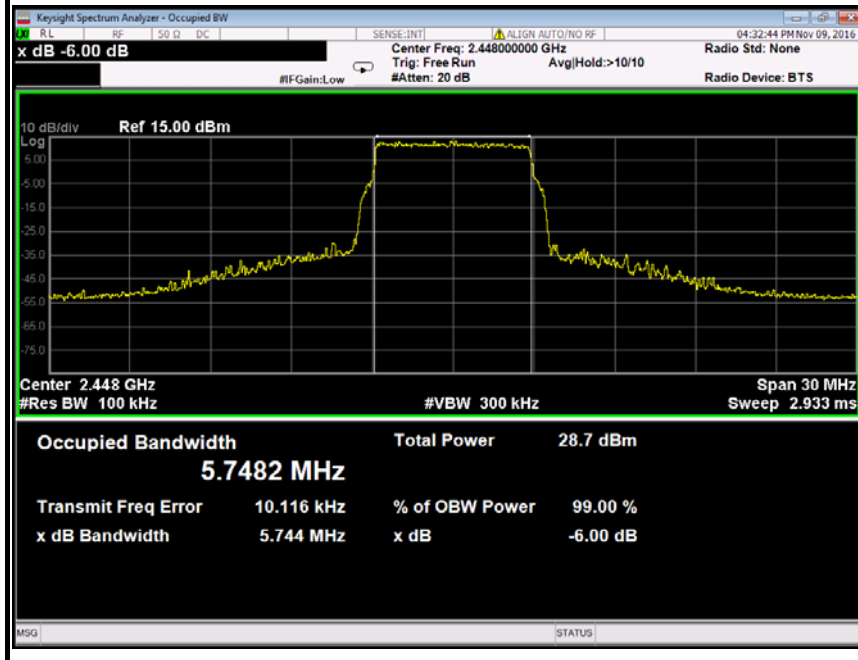 Keysight Spectrum Analyzer - Occupied BW
RL RF 50 Ω DC SENSE:INT ALIGN AUTO/NO RF 04:32:44 PM Nov 09, 2016
x dB -6.00 dB
Center Freq: 2.448000000 GHz
Radio Std: None
Trig: Free Run
Avg|Hold:>10/10
#IFGain:Low
#Atten: 20 dB
Radio Device: BTS
10 dB/div
Ref 15.00 dBm
Log
5.00
-5.00
-15.0
-25.0
-35.0
-45.0
-55.0
-65.0
-75.0
Center 2.448 GHz
Span 30 MHz
#Res BW 100 kHz
#VBW 300 kHz
Sweep 2.933 ms
Occupied Bandwidth
Total Power 28.7 dBm
5.7482 MHz
Transmit Freq Error 10.116 kHz
% of OBW Power 99.00 %
x dB Bandwidth 5.744 MHz
x dB -6.00 dB
MSG
STATUS